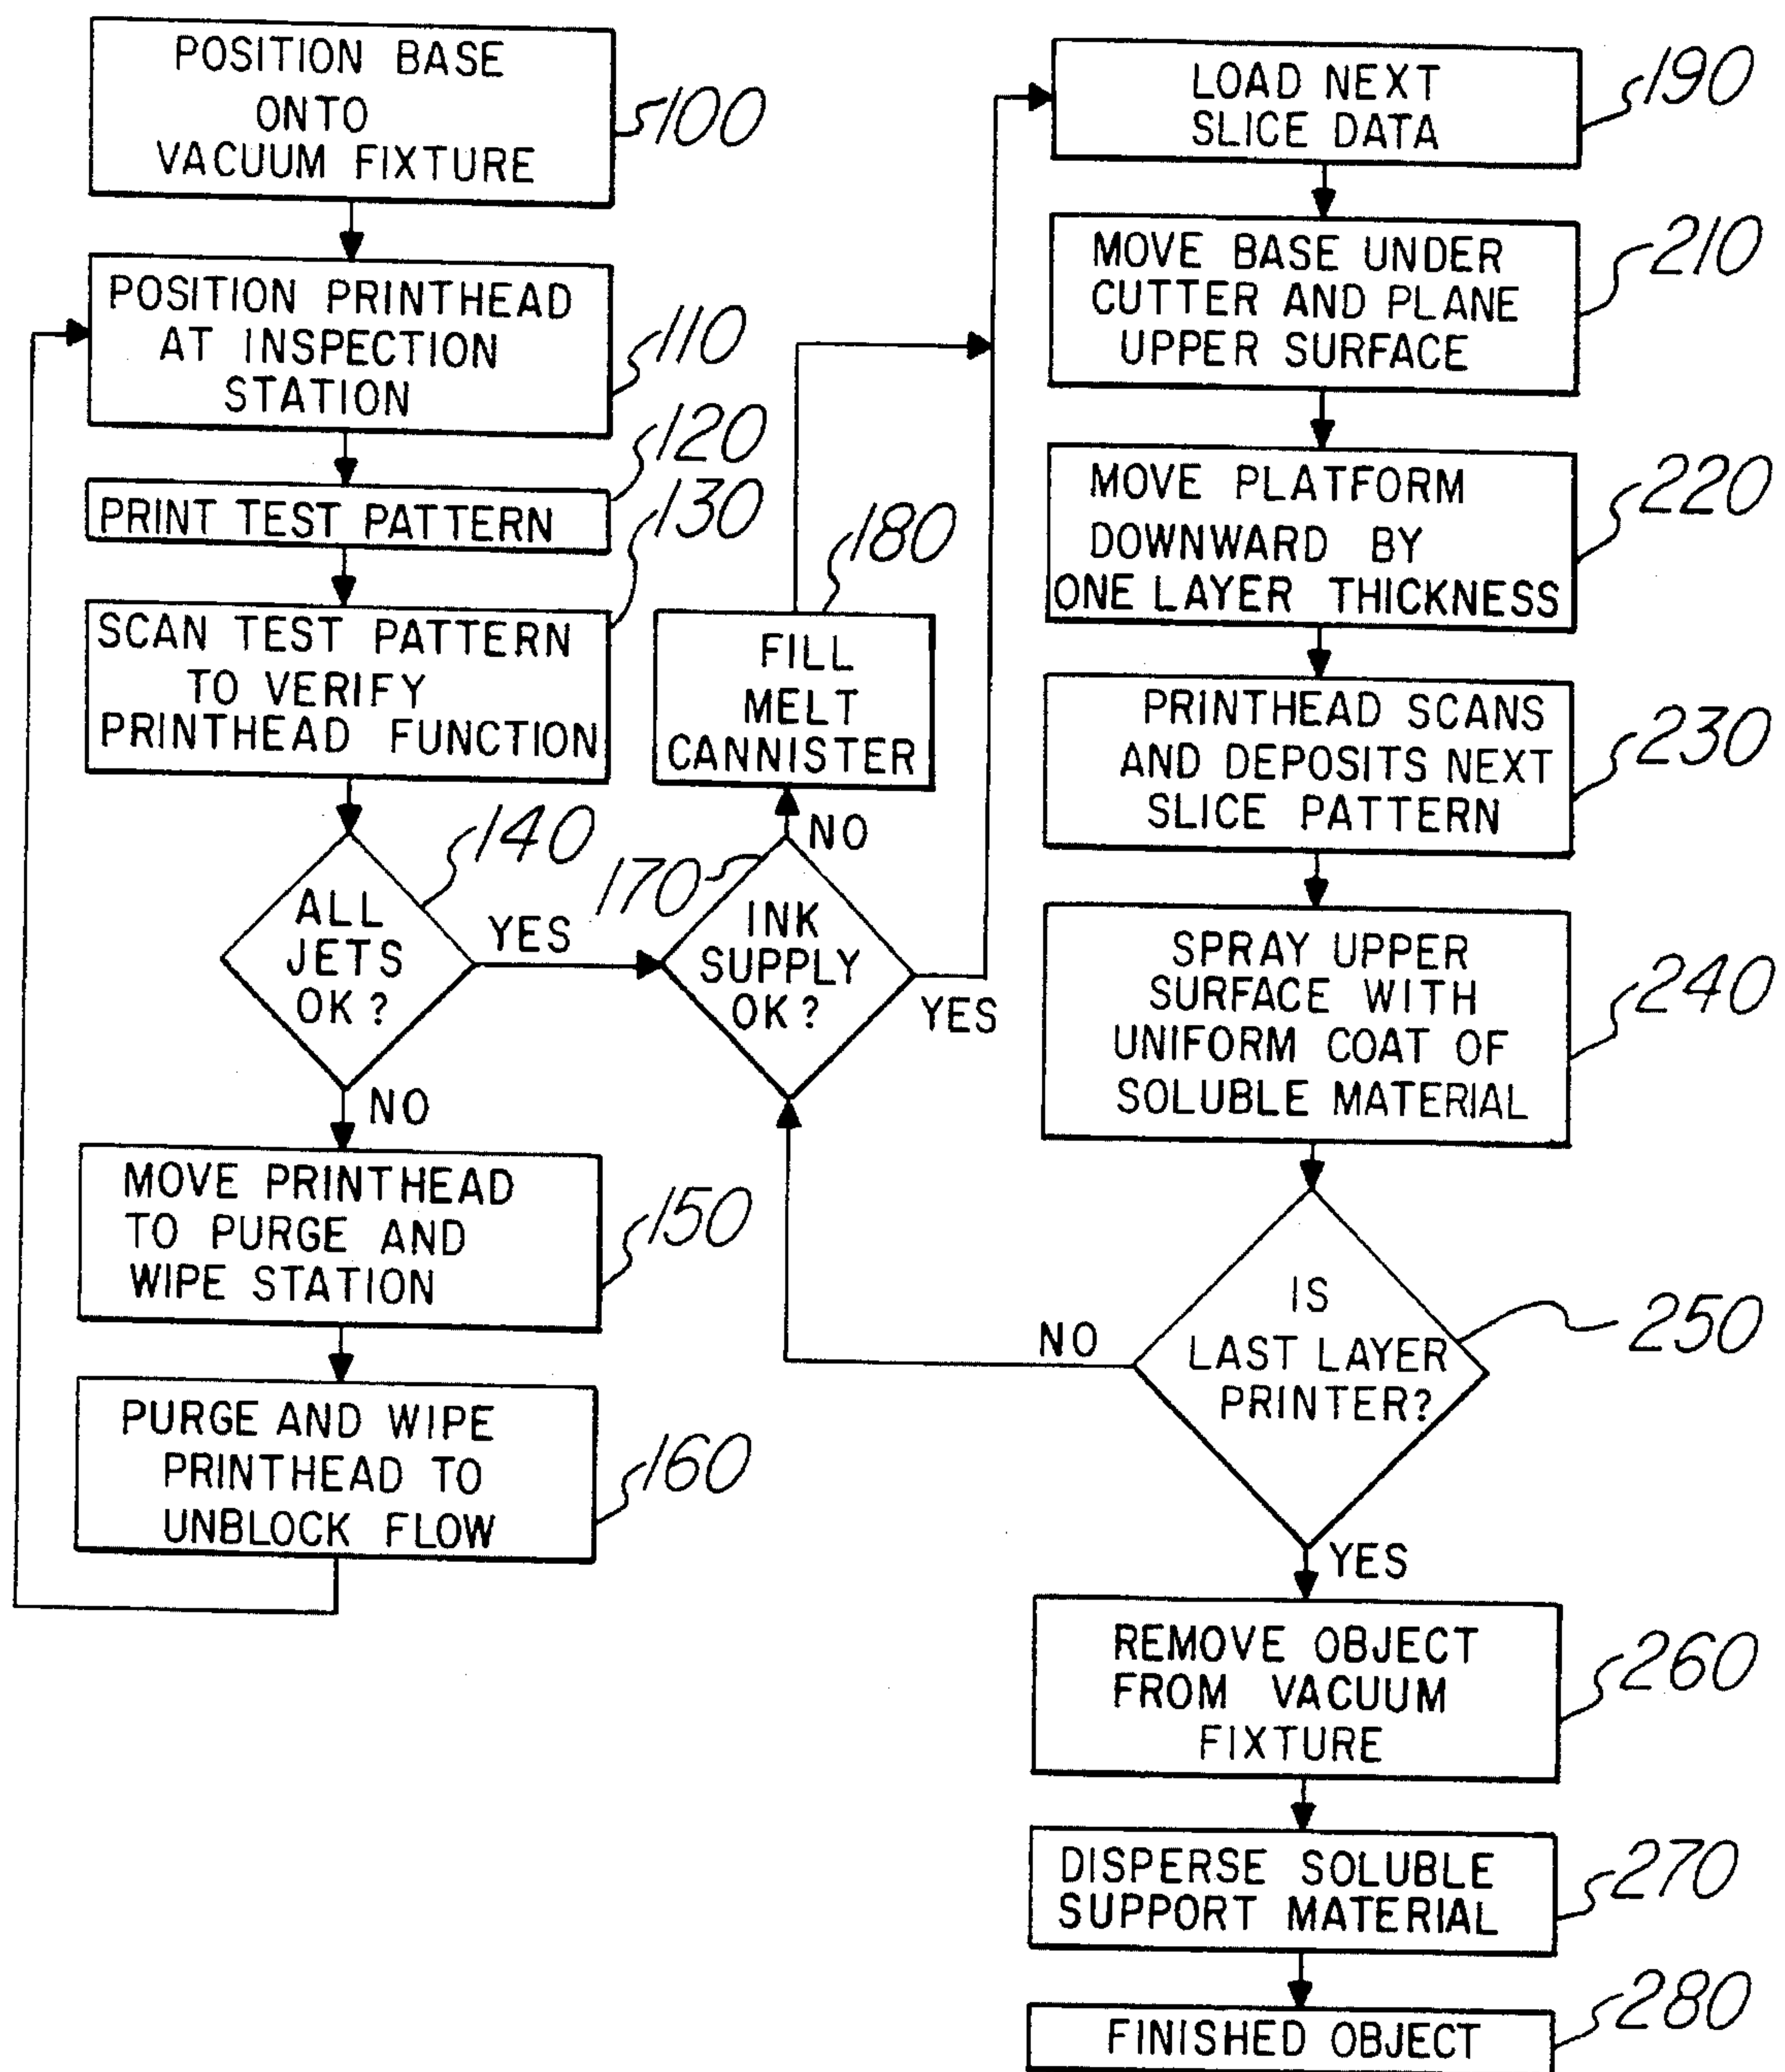 POSITION BASE
ONTO
VACUUM FIXTURE
100
POSITION PRINTHEAD
AT INSPECTION
STATION
110
PRINT TEST PATTERN
120
SCAN TEST PATTERN
TO VERIFY
PRINTHEAD FUNCTION
130
ALL
JETS
OK?
140
YES
NO
MOVE PRINTHEAD
TO PURGE AND
WIPE STATION
150
PURGE AND WIPE
PRINTHEAD TO
UNBLOCK FLOW
160
INK
SUPPLY
OK?
170
NO
YES
FILL
MELT
CANNISTER
180
LOAD NEXT
SLICE DATA
190
MOVE BASE UNDER
CUTTER AND PLANE
UPPER SURFACE
210
MOVE PLATFORM
DOWNWARD BY
ONE LAYER THICKNESS
220
PRINTHEAD SCANS
AND DEPOSITS NEXT
SLICE PATTERN
230
SPRAY UPPER
SURFACE WITH
UNIFORM COAT OF
SOLUBLE MATERIAL
240
IS
LAST LAYER
PRINTER?
250
NO
YES
REMOVE OBJECT
FROM VACUUM
FIXTURE
260
DISPERSE SOLUBLE
SUPPORT MATERIAL
270
FINISHED OBJECT
280